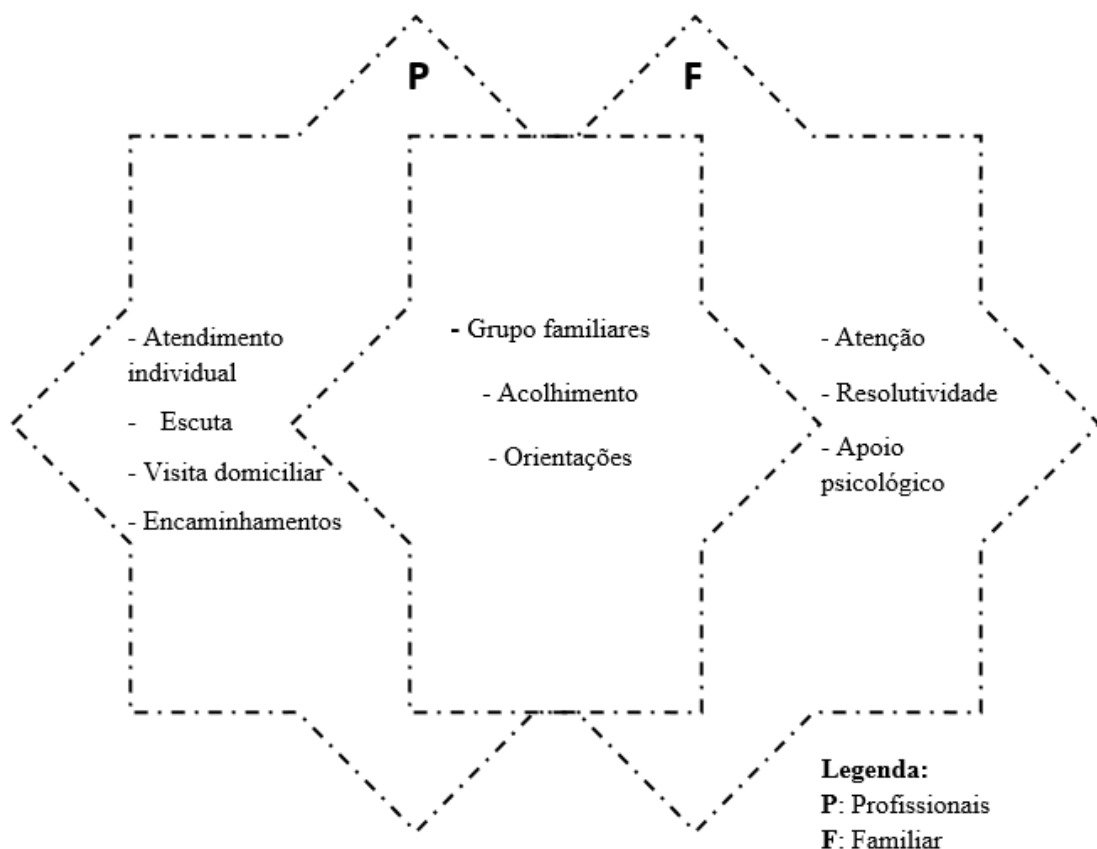 P
F
- Atendimento
individual
- Escuta
- Visita domiciliar
- Encaminhamentos
- Grupo familiares
- Acolhimento
- Orientações
- Atenção
- Resolutividade
- Apoio
psicológico
Legenda:
P: Profissionais
F: Familiar